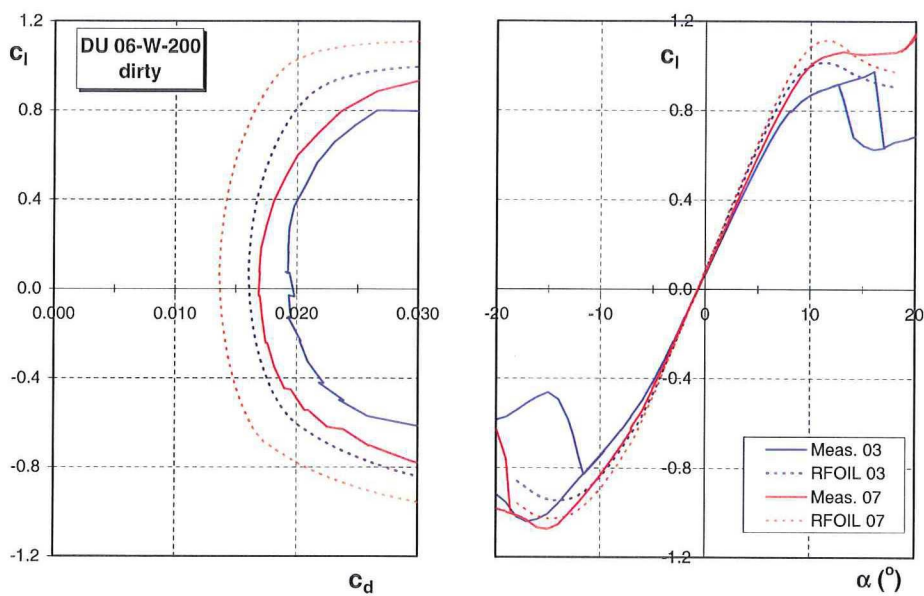 1.2
c_l
DU 06-W-200
dirty
0.8
0.4
0.0
0.000
0.010
0.020
0.030
-0.4
-0.8
-1.2
c_d
1.2
c_l
0.8
0.4
0.0
-20
-10
0
10
20
-0.4
-0.8
-1.2
Meas. 03
RFOIL 03
Meas. 07
RFOIL 07
α (°)